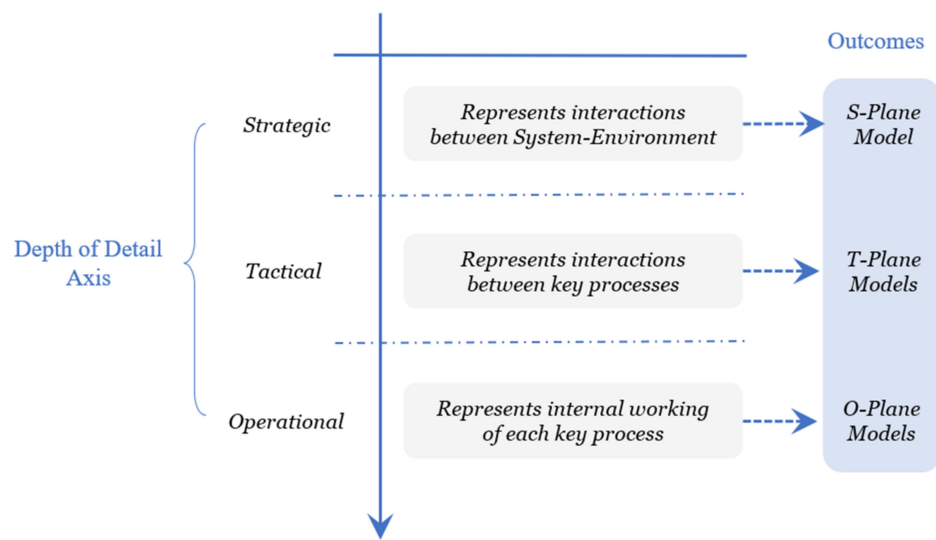 Outcomes
Strategic
Represents interactions
between System-Environment
S-Plane
Model
Depth of Detail
Axis
Tactical
Represents interactions
between key processes
T-Plane
Models
Operational
Represents internal working
of each key process
O-Plane
Models